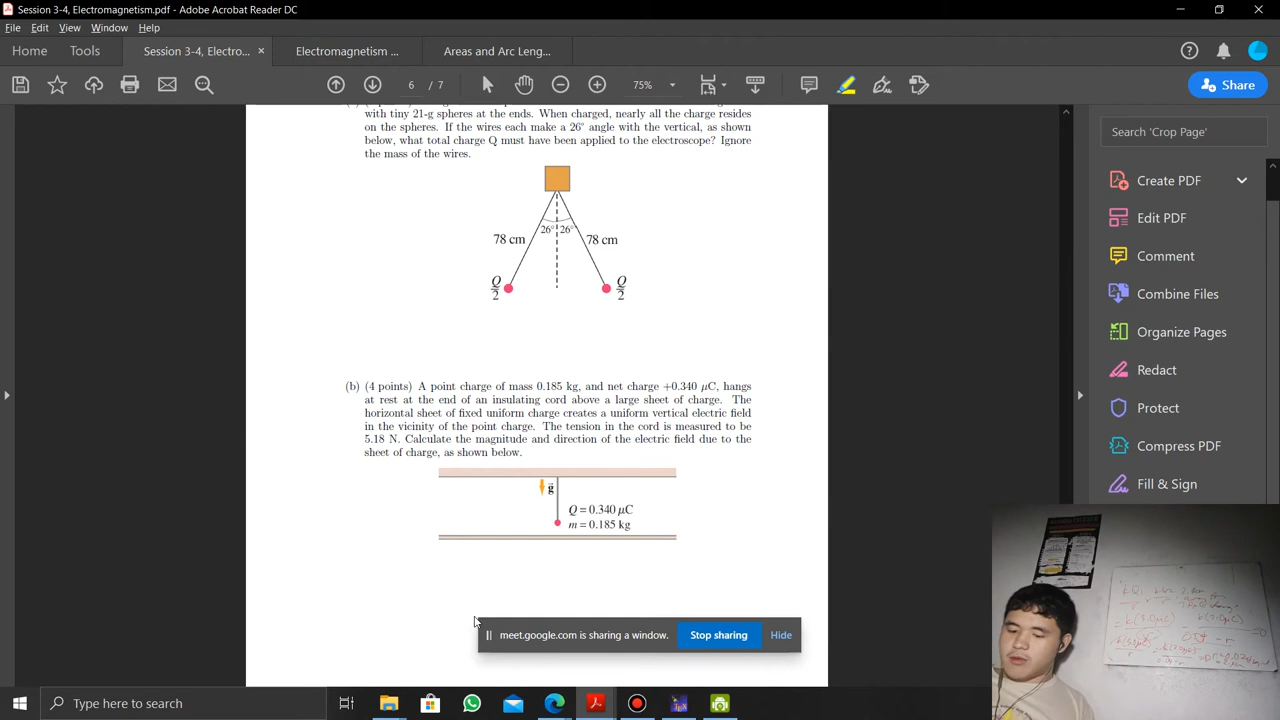 Session 3-4, Electromagnetism.pdf - Adobe Acrobat Reader DC
File Edit View Window Help
Home Tools Session 3-4, Electro... × Electromagnetism ... Areas and Arc Leng...
6 / 7 75% Share
with tiny 21-g spheres at the ends. When charged, nearly all the charge resides
on the spheres. If the wires each make a 26° angle with the vertical, as shown
below, what total charge Q must have been applied to the electroscope? Ignore
the mass of the wires.
26° 26°
78 cm 78 cm
Q/2 Q/2
(b) (4 points) A point charge of mass 0.185 kg, and net charge +0.340 μC, hangs
at rest at the end of an insulating cord above a large sheet of charge. The
horizontal sheet of fixed uniform charge creates a uniform vertical electric field
in the vicinity of the point charge. The tension in the cord is measured to be
5.18 N. Calculate the magnitude and direction of the electric field due to the
sheet of charge, as shown below.
g
Q = 0.340 μC
m = 0.185 kg
meet.google.com is sharing a window. Stop sharing Hide
Search 'Crop Page'
Create PDF
Edit PDF
Comment
Combine Files
Organize Pages
Redact
Protect
Compress PDF
Fill & Sign
Type here to search